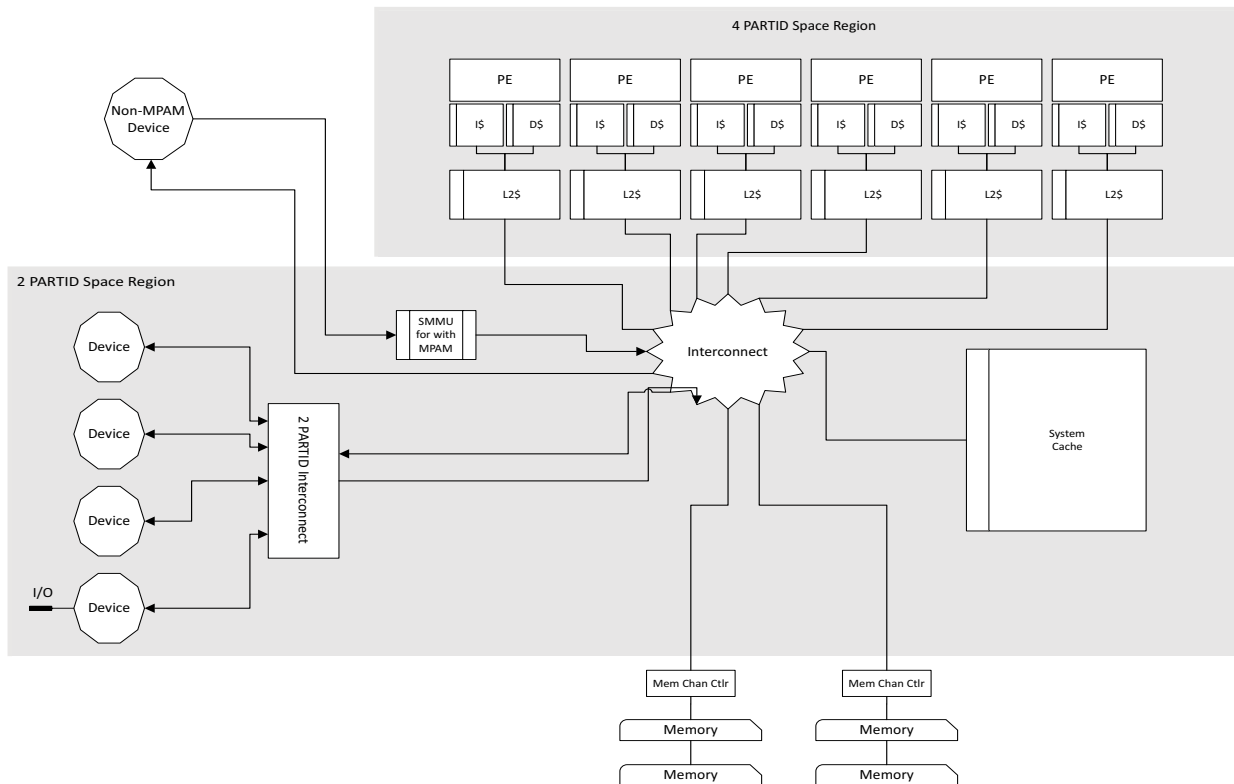 4 PARTID Space Region
PE
PE
PE
PE
PE
PE
I$
D$
I$
D$
I$
D$
I$
D$
I$
D$
I$
D$
L2$
L2$
L2$
L2$
L2$
L2$
Non-MPAM
Device
2 PARTID Space Region
SMMU
for with
MPAM
Interconnect
Device
Device
Device
Device
I/O
2 PARTID Interconnect
System
Cache
Mem Chan Ctlr
Mem Chan Ctlr
Memory
Memory
Memory
Memory